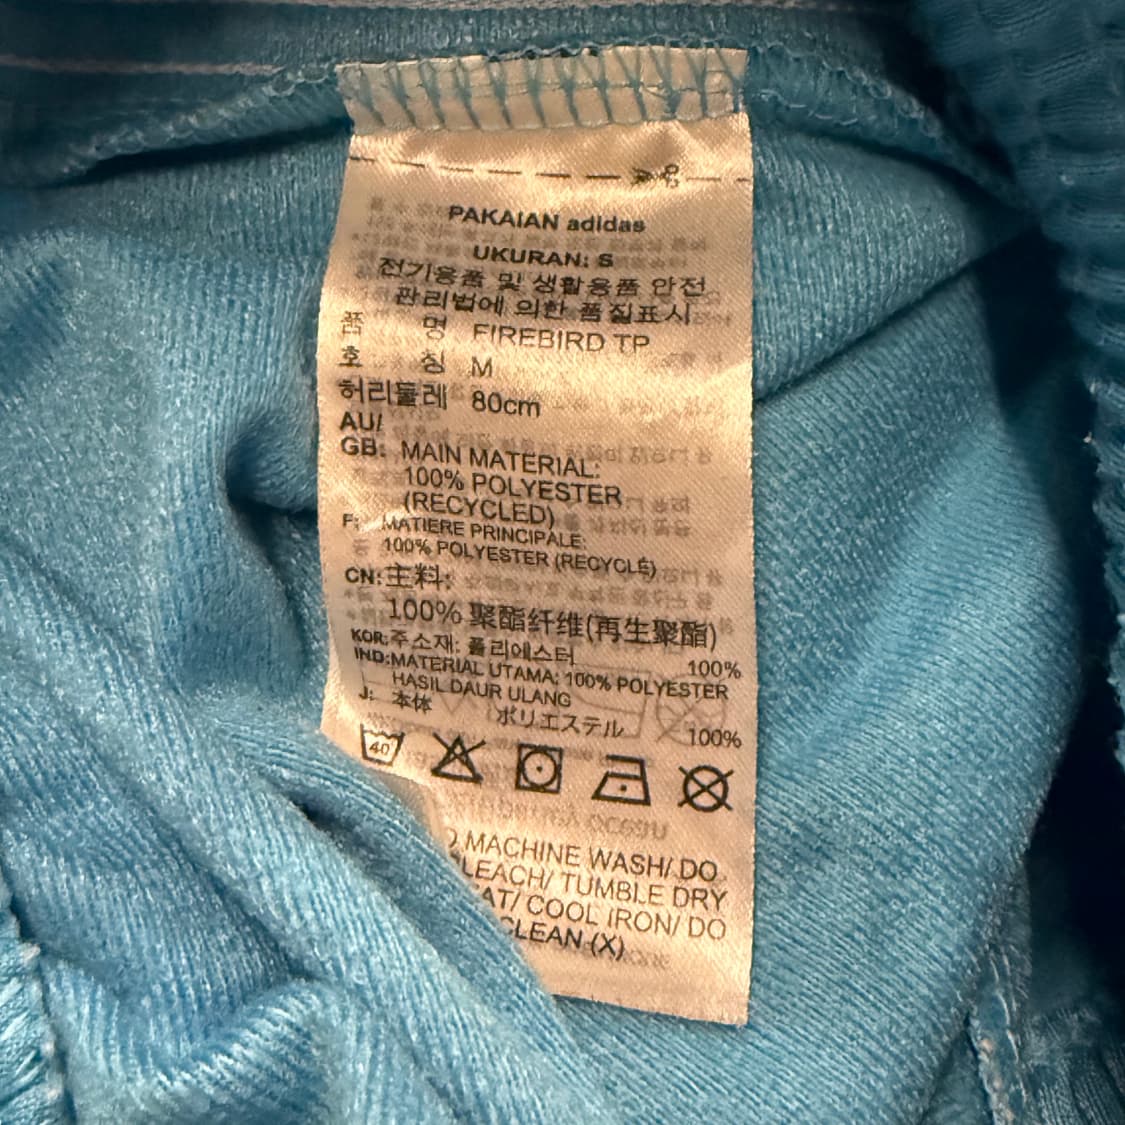 PAKAIAN adidas
UKURAN: S
전기용품 및 생활용품 안전
관리법에 의한 품질표시
품 명 FIREBIRD TP
호 칭 M
허리둘레 80cm
AU/
GB: MAIN MATERIAL:
100% POLYESTER
(RECYCLED)
F: MATIERE PRINCIPALE:
100% POLYESTER (RECYCLÉ)
CN: 主料:
100% 聚酯纤维(再生聚酯)
KOR: 주소재: 폴리에스터 100%
IND: MATERIAL UTAMA: 100% POLYESTER
HASIL DAUR ULANG
J: 本体 ポリエステル 100%
40
MACHINE WASH/ DO
TUMBLE DRY
COOL IRON/ DO
CLEAN (X)